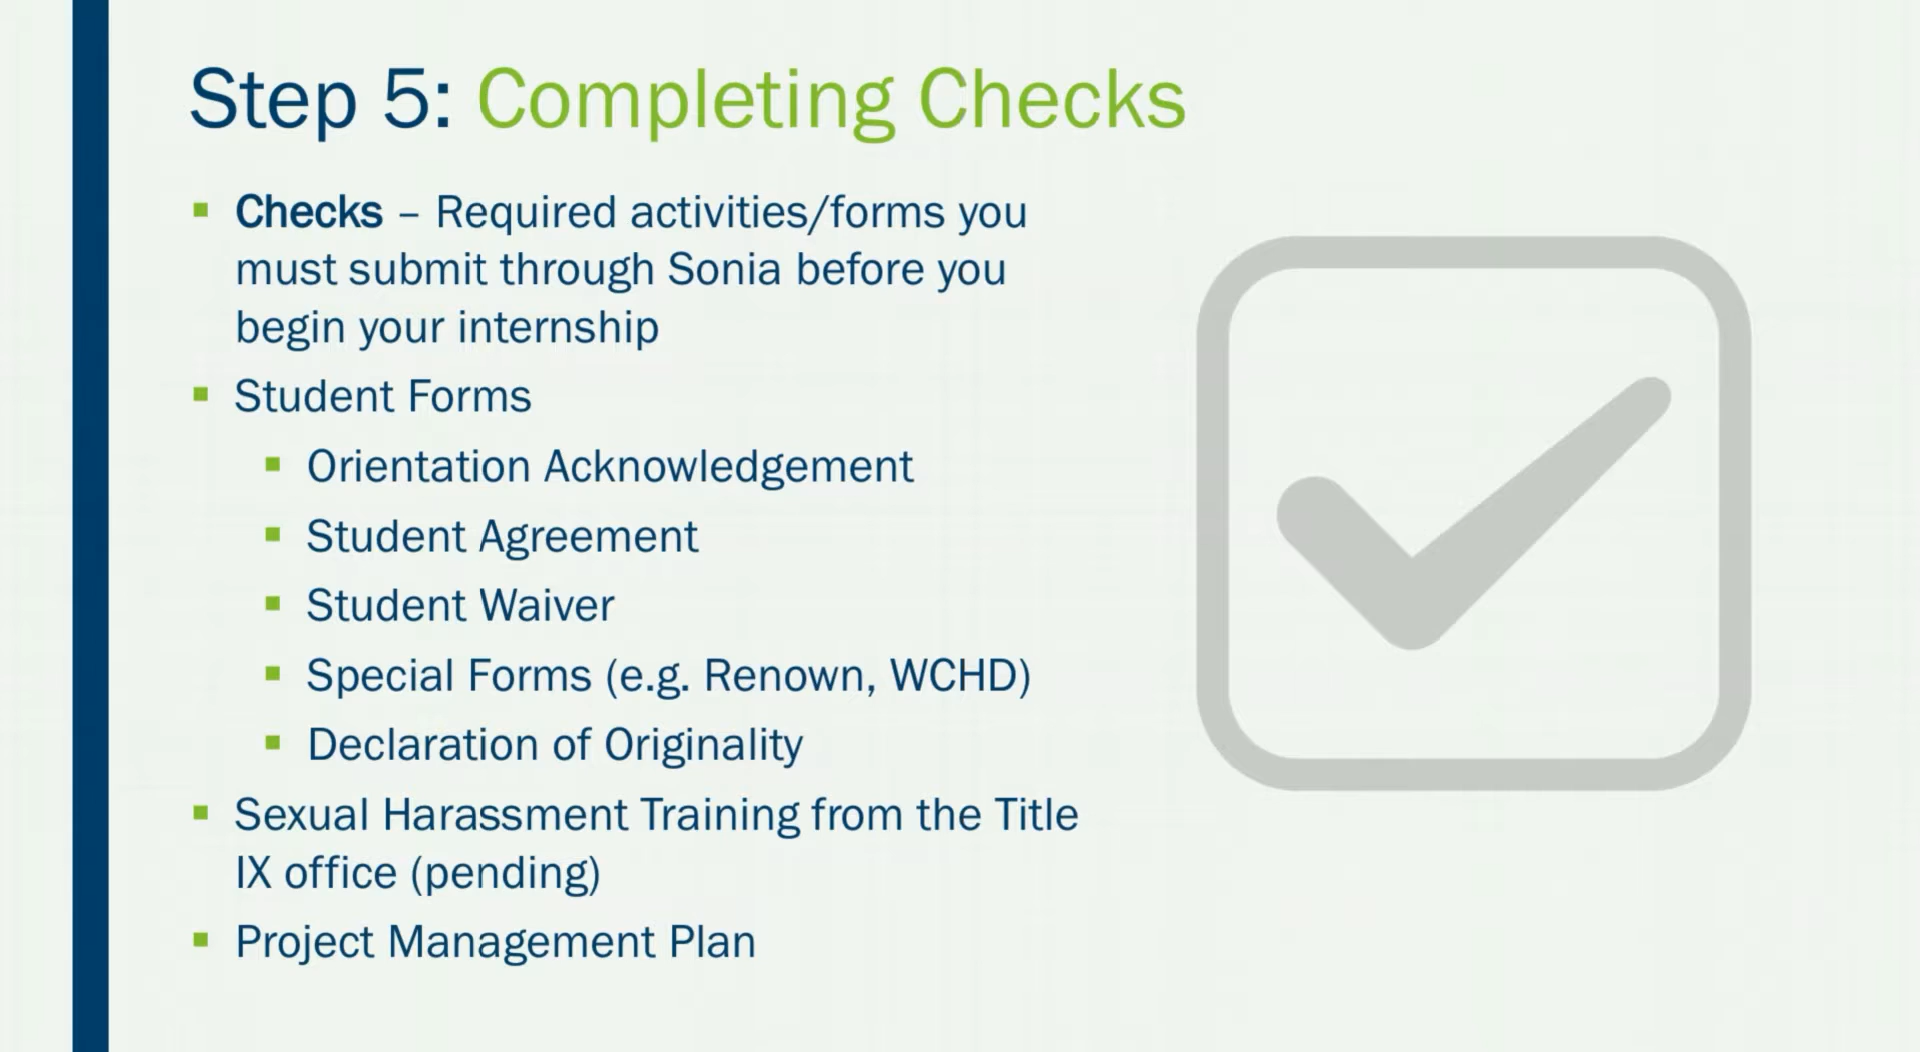 Step 5: Completing Checks
▪ Checks – Required activities/forms you
must submit through Sonia before you
begin your internship
▪ Student Forms
▪ Orientation Acknowledgement
▪ Student Agreement
▪ Student Waiver
▪ Special Forms (e.g. Renown, WCHD)
▪ Declaration of Originality
▪ Sexual Harassment Training from the Title
IX office (pending)
▪ Project Management Plan